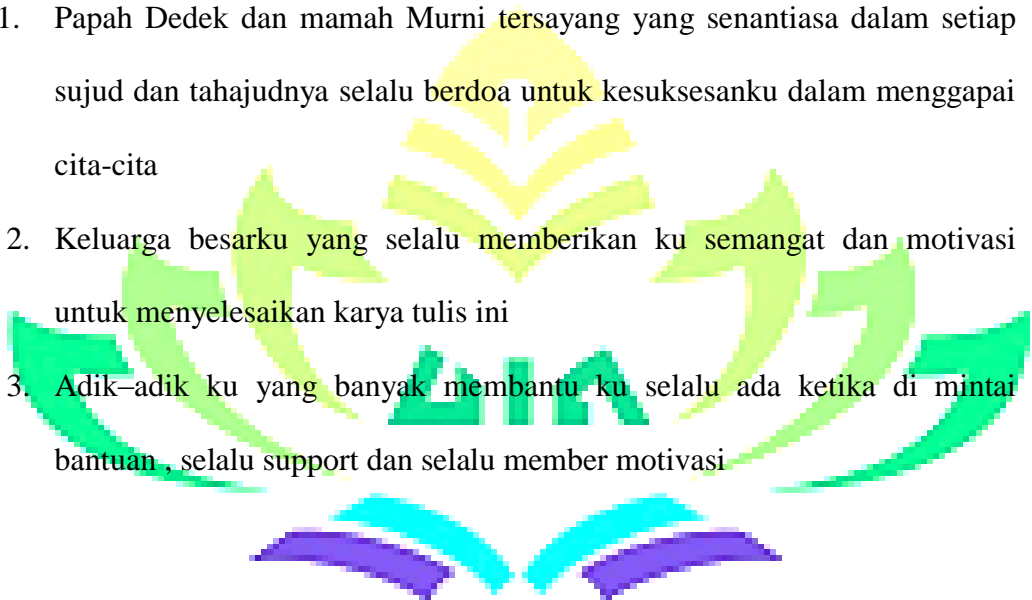 1. Papah Dedek dan mamah Murni tersayang yang senantiasa dalam setiap
sujud dan tahajudnya selalu berdoa untuk kesuksesanku dalam menggapai
cita-cita
2. Keluarga besarku yang selalu memberikan ku semangat dan motivasi
untuk menyelesaikan karya tulis ini
3. Adik–adik ku yang banyak membantu ku selalu ada ketika di mintai
bantuan , selalu support dan selalu member motivasi